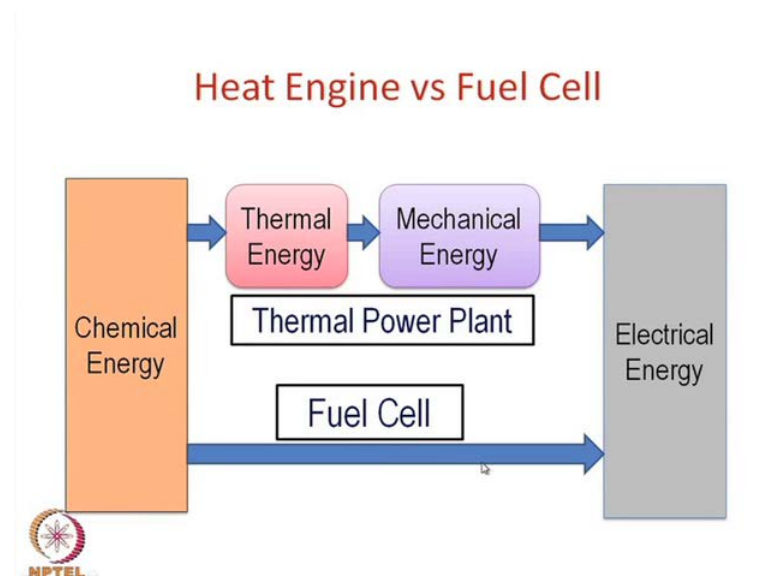 Heat Engine vs Fuel Cell
Chemical
Energy
Thermal
Energy
Mechanical
Energy
Thermal Power Plant
Fuel Cell
Electrical
Energy
NPTEL